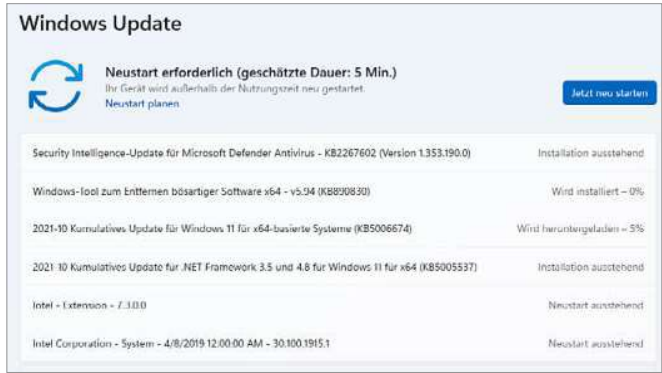 Windows Update
Neustart erforderlich (geschätzte Dauer: 5 Min.)
Ihr Gerät wird außerhalb der Nutzungszeit neu gestartet.
Neustart planen
Jetzt neu starten
Security Intelligence-Update für Microsoft Defender Antivirus - KB2267602 (Version 1.353.190.0) Installation ausstehend
Windows-Tool zum Entfernen bösartiger Software x64 - v5.94 (KB890830) Wird installiert – 0%
2021-10 Kumulatives Update für Windows 11 für x64-basierte Systeme (KB5006674) Wird heruntergeladen – 5%
2021-10 Kumulatives Update für .NET Framework 3.5 und 4.8 für Windows 11 für x64 (KB5005537) Installation ausstehend
Intel - Extension - 7.3.0.0 Neustart ausstehend
Intel Corporation - System - 4/8/2019 12:00:00 AM - 30.100.1915.1 Neustart ausstehend